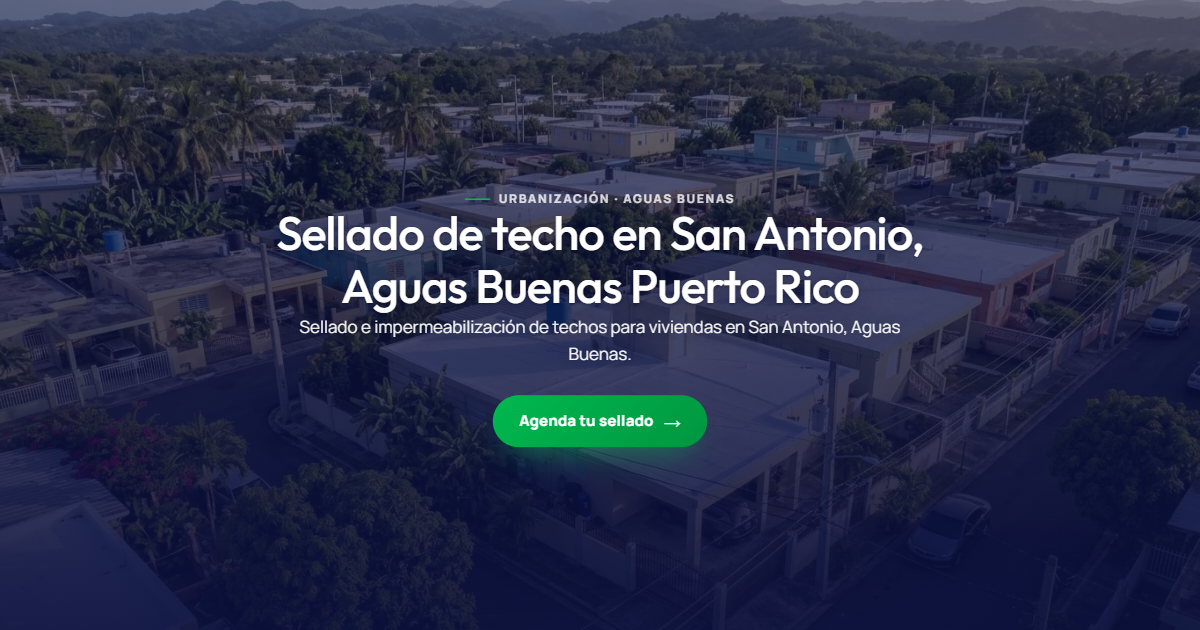 URBANIZACIÓN · AGUAS BUENAS
Sellado de techo en San Antonio,
Aguas Buenas Puerto Rico
Sellado e impermeabilización de techos para viviendas en San Antonio, Aguas
Buenas.
Agenda tu sellado →